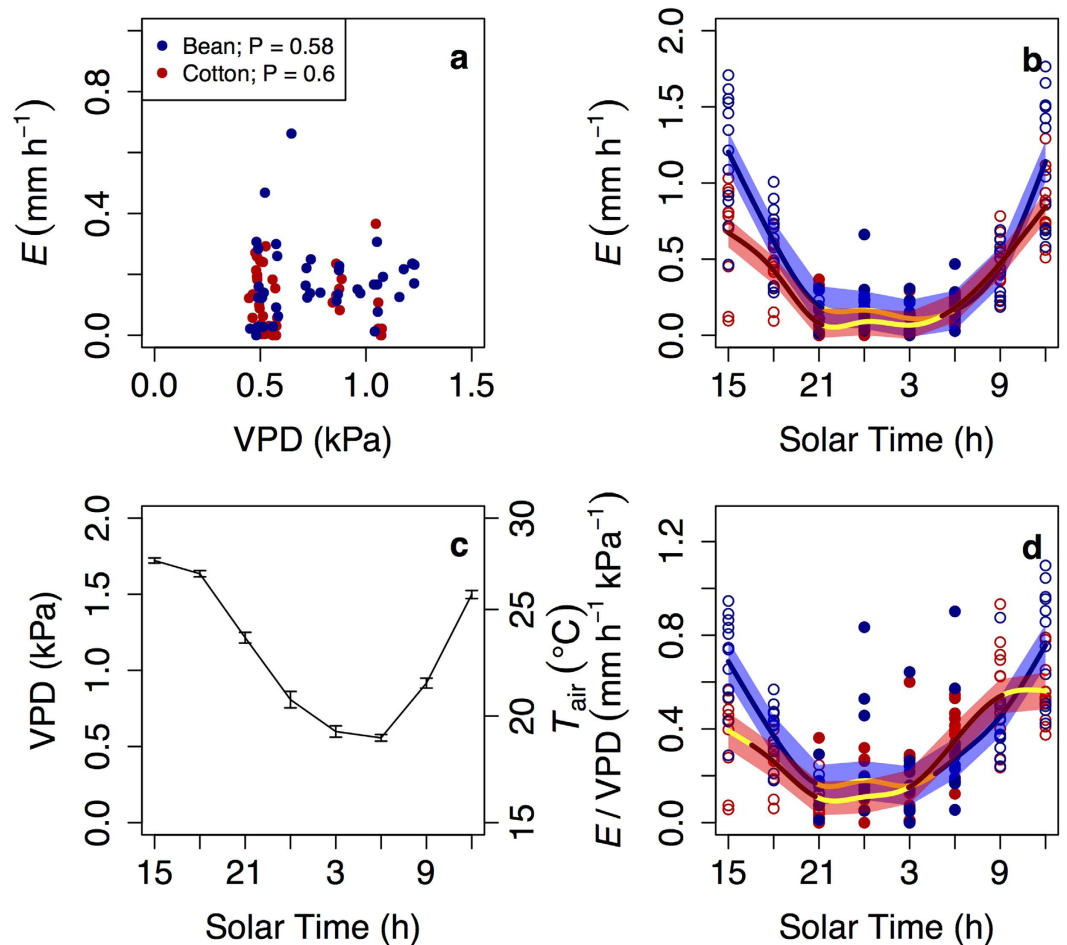 a
Bean; P = 0.58
Cotton; P = 0.6
E (mm h⁻¹)
0.0 0.4 0.8
0.0 0.5 1.0 1.5
VPD (kPa)
b
E (mm h⁻¹)
0.0 0.5 1.0 1.5 2.0
15 21 3 9
Solar Time (h)
c
VPD (kPa)
0.0 0.5 1.0 1.5 2.0
15 20 25 30
T air (°C)
15 21 3 9
Solar Time (h)
d
E / VPD (mm h⁻¹ kPa⁻¹)
0.0 0.4 0.8 1.2
15 21 3 9
Solar Time (h)